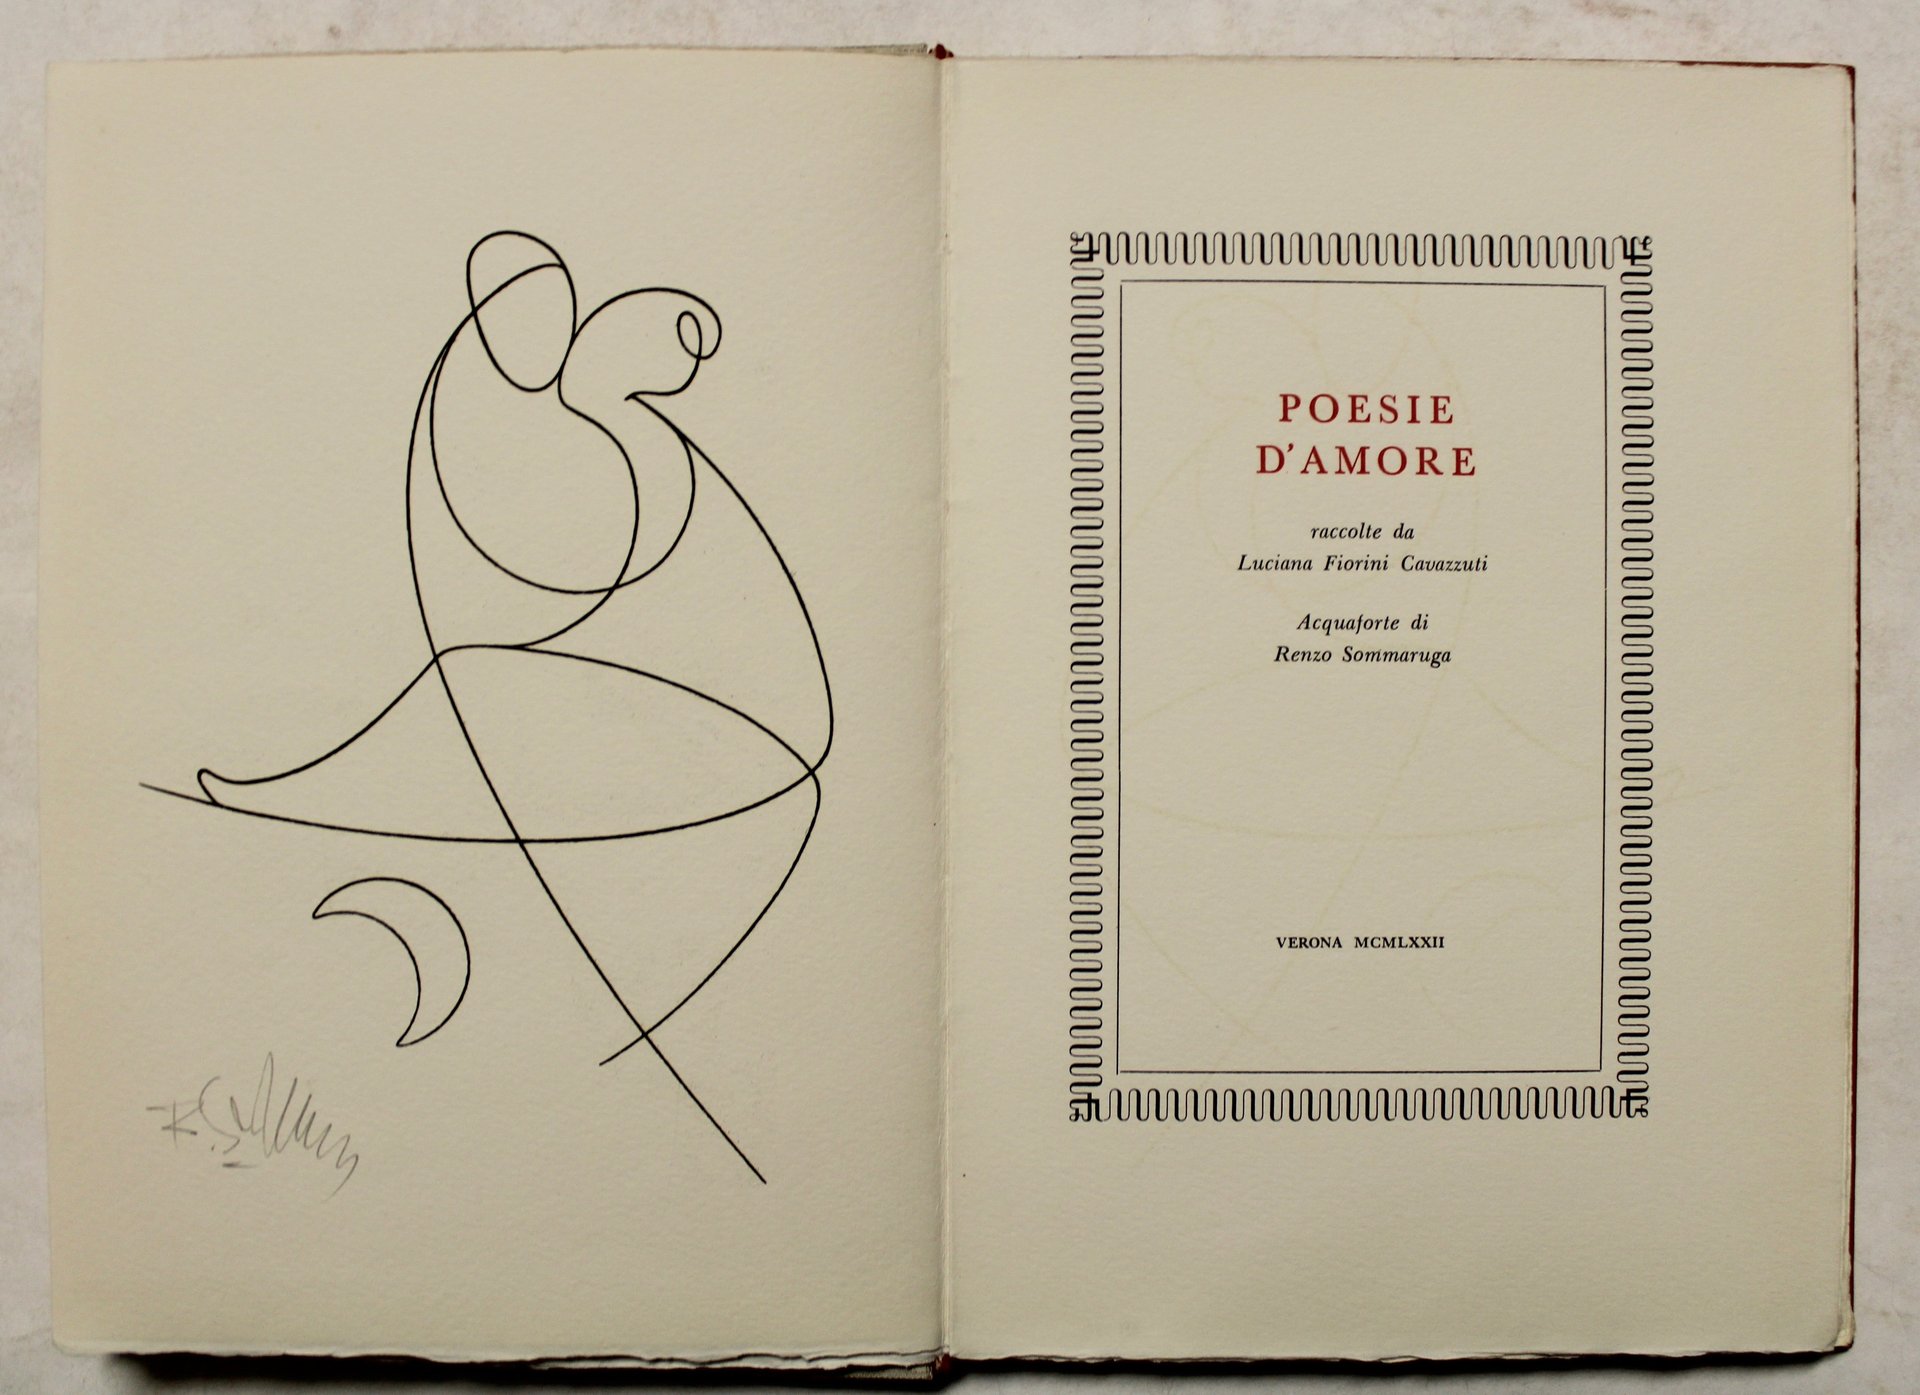 POESIE
D'AMORE
raccolte da
Luciana Fiorini Cavazzuti
Acquaforte di
Renzo Sommaruga
VERONA MCMLXXII